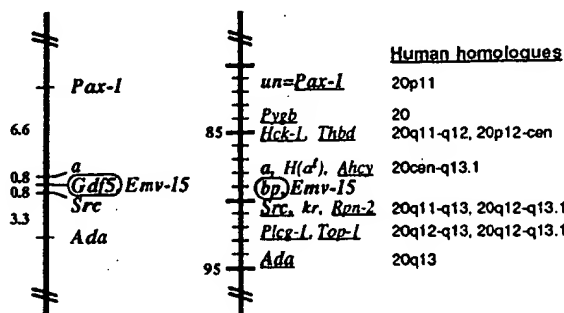 Human homologues
Pax-1 un=Pax-1 20p11
6.6 Pygb 20
85 Hck-1, Thbd 20q11-q12, 20p12-cen
a a, H(a^t), Ahcy 20cen-q13.1
0.8 Gdf5 Emv-15 bp, Emv-15
0.8 Src Src, kr, Rpn-2 20q11-q13, 20q12-q13.1
3.3 Plcg-1, Top-1 20q12-q13, 20q12-q13.1
Ada 95 Ada 20q13